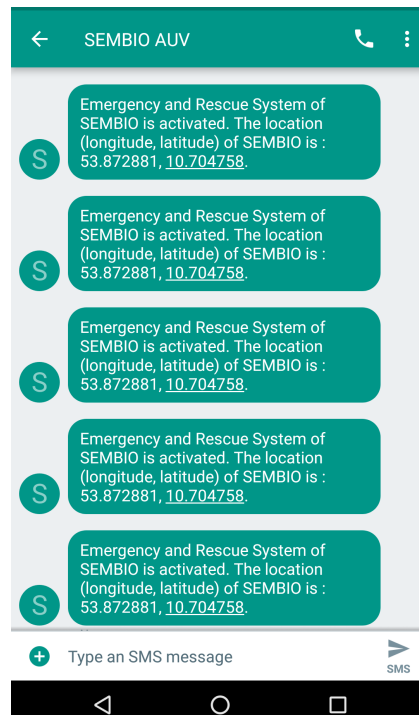 SEMBIO AUV
Emergency and Rescue System of
SEMBIO is activated. The location
(longitude, latitude) of SEMBIO is :
53.872881, 10.704758.
S
Emergency and Rescue System of
SEMBIO is activated. The location
(longitude, latitude) of SEMBIO is :
53.872881, 10.704758.
S
Emergency and Rescue System of
SEMBIO is activated. The location
(longitude, latitude) of SEMBIO is :
53.872881, 10.704758.
S
Emergency and Rescue System of
SEMBIO is activated. The location
(longitude, latitude) of SEMBIO is :
53.872881, 10.704758.
S
Emergency and Rescue System of
SEMBIO is activated. The location
(longitude, latitude) of SEMBIO is :
53.872881, 10.704758.
S
Type an SMS message
SMS